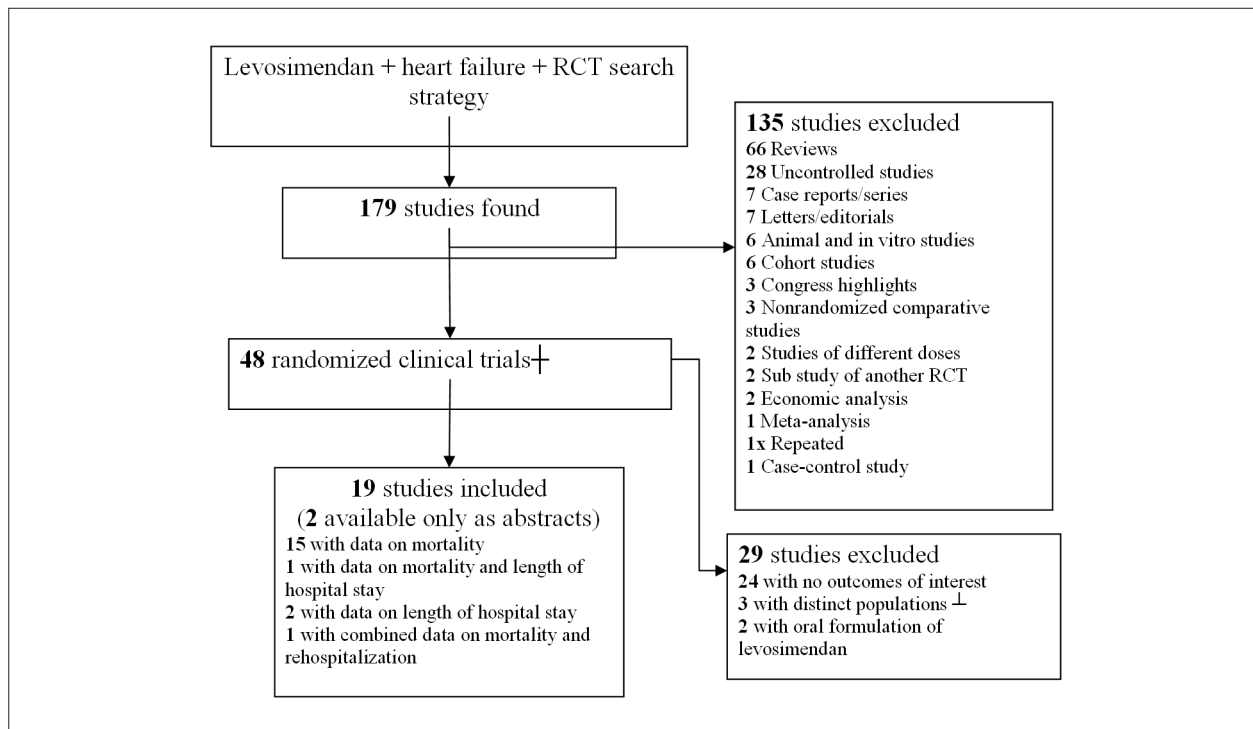 Levosimendan + heart failure + RCT search
strategy
179 studies found
135 studies excluded
66 Reviews
28 Uncontrolled studies
7 Case reports/series
7 Letters/editorials
6 Animal and in vitro studies
6 Cohort studies
3 Congress highlights
3 Nonrandomized comparative
studies
2 Studies of different doses
2 Sub study of another RCT
2 Economic analysis
1 Meta-analysis
1x Repeated
1 Case-control study
48 randomized clinical trials┼
19 studies included
(2 available only as abstracts)
15 with data on mortality
1 with data on mortality and length of
hospital stay
2 with data on length of hospital stay
1 with combined data on mortality and
rehospitalization
29 studies excluded
24 with no outcomes of interest
3 with distinct populations ┴
2 with oral formulation of
levosimendan